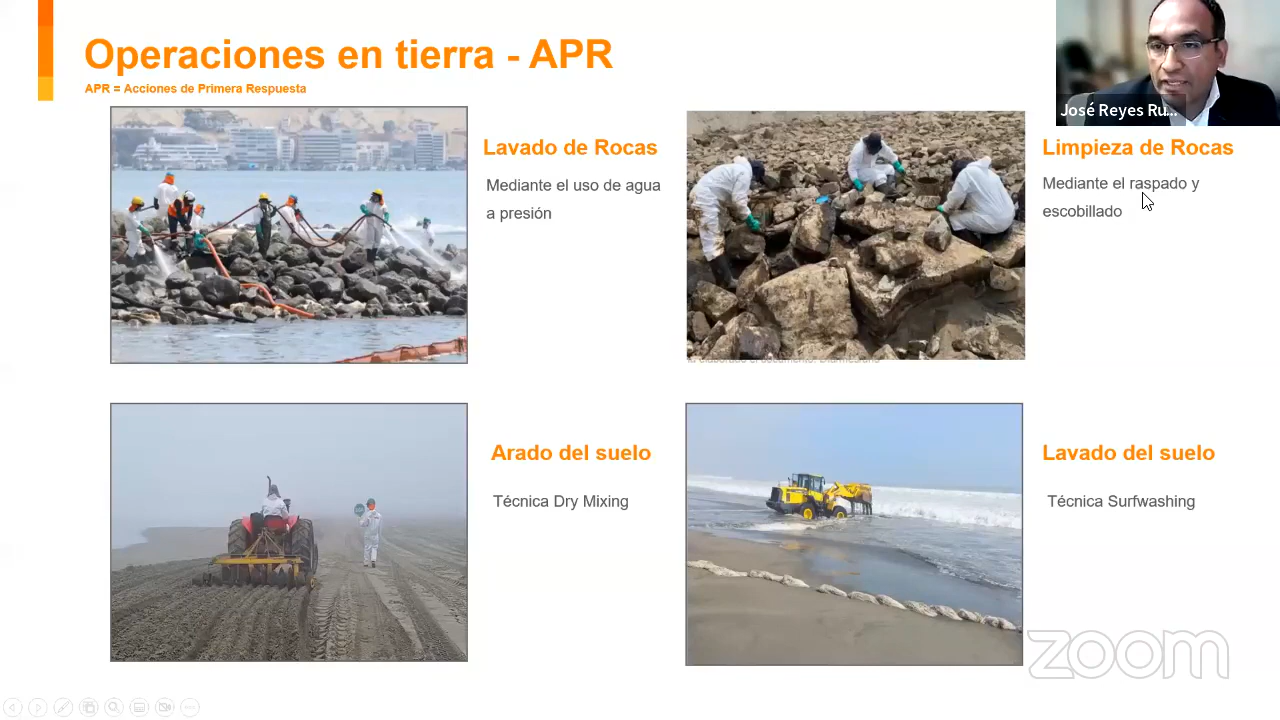 Operaciones en tierra - APR
APR = Acciones de Primera Respuesta
José Reyes Ru...
Lavado de Rocas
Mediante el uso de agua
a presión
Limpieza de Rocas
Mediante el raspado y
escobillado
Arado del suelo
Técnica Dry Mixing
Lavado del suelo
Técnica Surfwashing
zoom